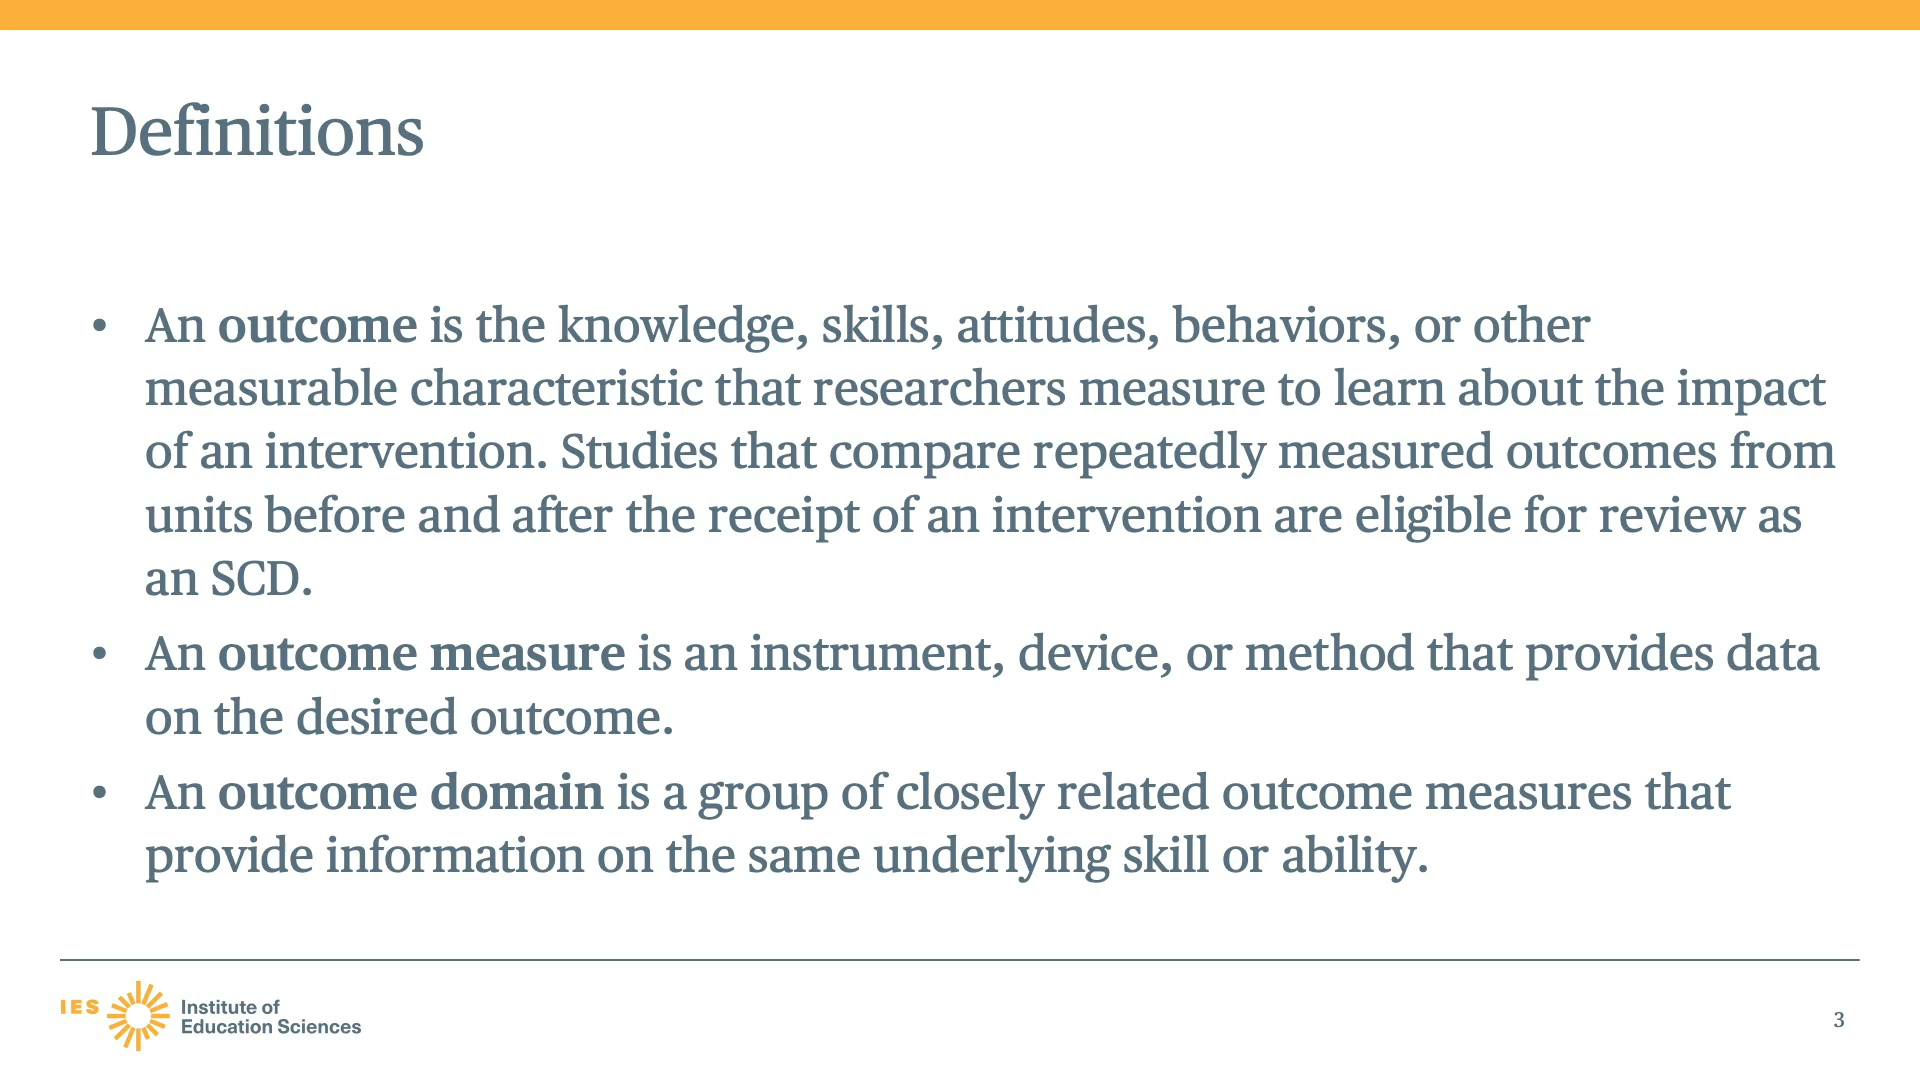 Definitions
• An outcome is the knowledge, skills, attitudes, behaviors, or other
measurable characteristic that researchers measure to learn about the impact
of an intervention. Studies that compare repeatedly measured outcomes from
units before and after the receipt of an intervention are eligible for review as
an SCD.
• An outcome measure is an instrument, device, or method that provides data
on the desired outcome.
• An outcome domain is a group of closely related outcome measures that
provide information on the same underlying skill or ability.
IES
Institute of
Education Sciences
3